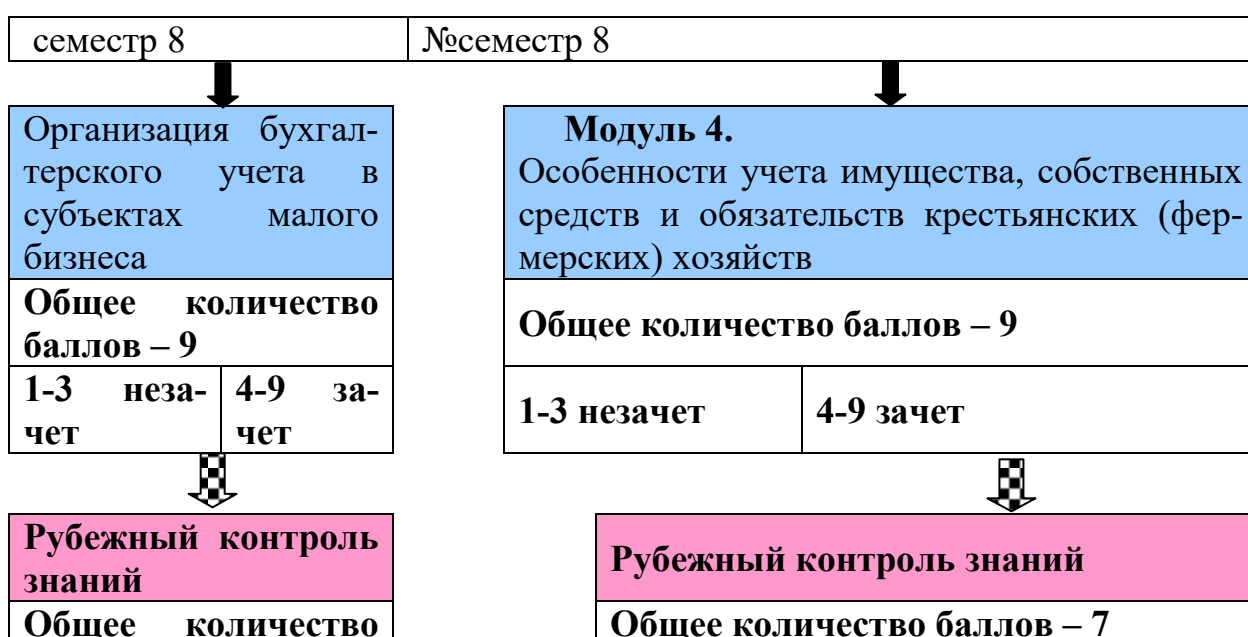 семестр 8
№семестр 8
Организация бухгал-
терского учета в
субъектах малого
бизнеса
Общее количество
баллов – 9
1-3 неза-
чет
4-9 за-
чет
Модуль 4.
Особенности учета имущества, собственных
средств и обязательств крестьянских (фер-
мерских) хозяйств
Общее количество баллов – 9
1-3 незачет
4-9 зачет
Рубежный контроль
знаний
Общее количество
Рубежный контроль знаний
Общее количество баллов – 7